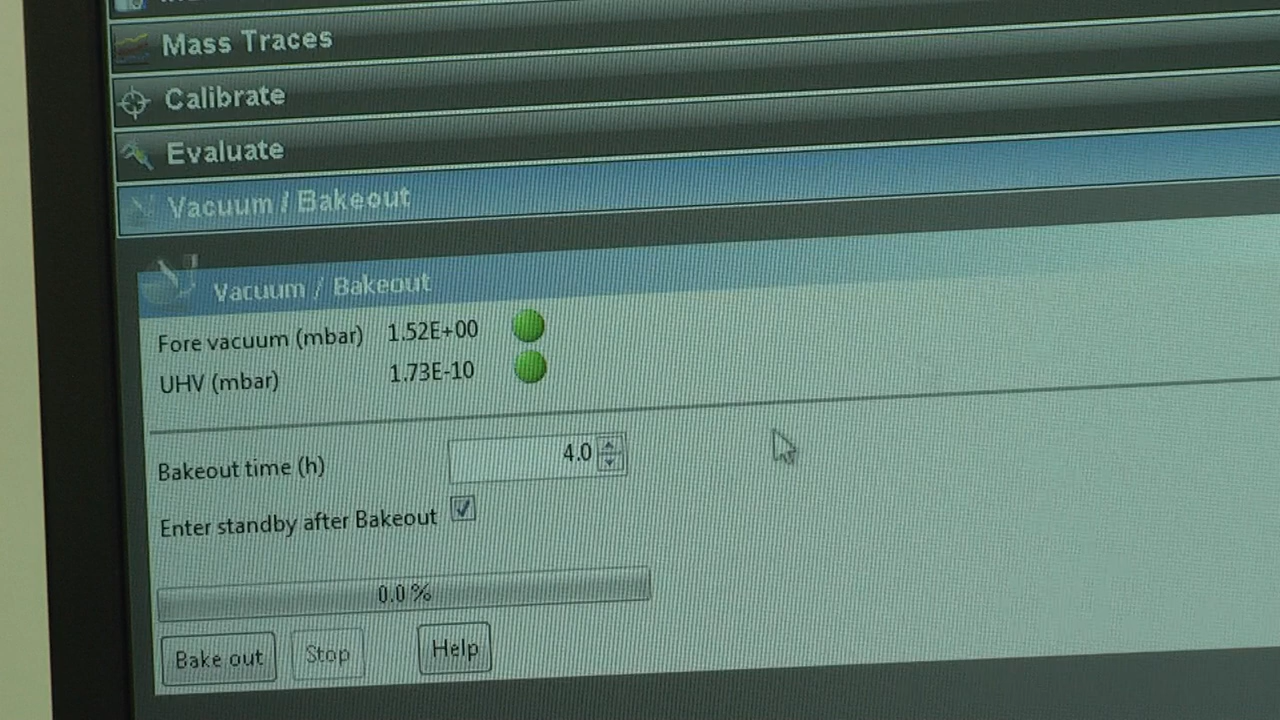 Mass Traces
Calibrate
Evaluate
Vacuum / Bakeout
Vacuum / Bakeout
Fore vacuum (mbar) 1.52E+00
UHV (mbar) 1.73E-10
Bakeout time (h) 4.0
Enter standby after Bakeout
0.0 %
Bake out Stop Help